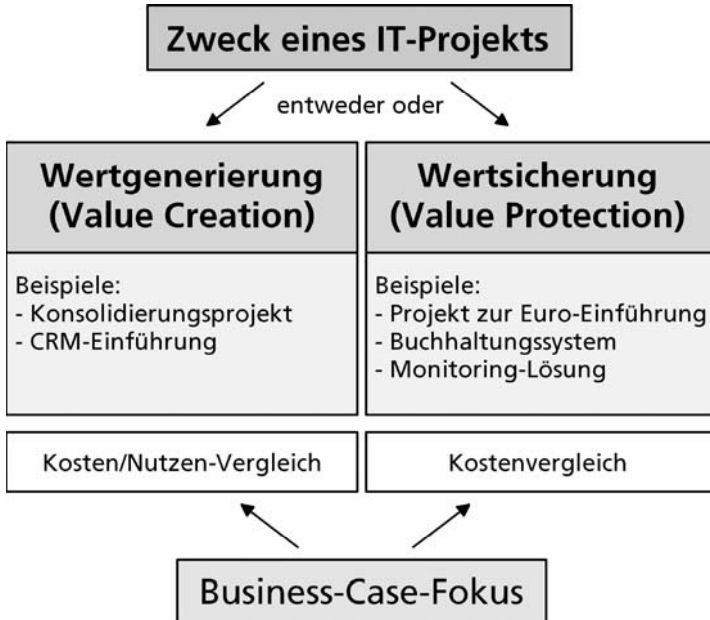 Zweck eines IT-Projekts
entweder oder
Wertgenerierung
(Value Creation)
Beispiele:
- Konsolidierungsprojekt
- CRM-Einführung
Kosten/Nutzen-Vergleich
Wertsicherung
(Value Protection)
Beispiele:
- Projekt zur Euro-Einführung
- Buchhaltungssystem
- Monitoring-Lösung
Kostenvergleich
Business-Case-Fokus